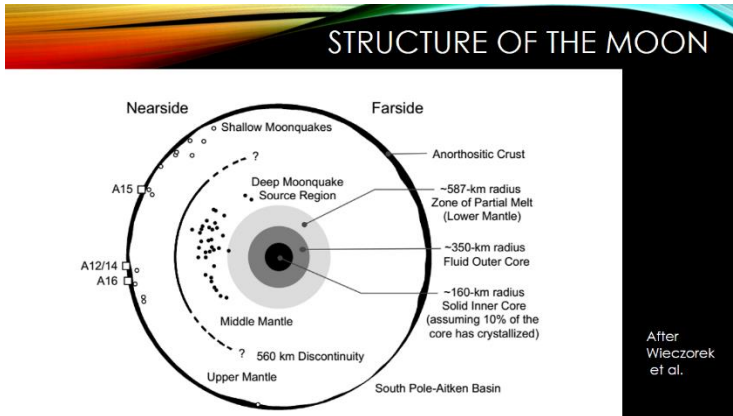 STRUCTURE OF THE MOON
Nearside
Farside
Shallow Moonquakes
?
Anorthositic Crust
Deep Moonquake
Source Region
A15
~587-km radius
Zone of Partial Melt
(Lower Mantle)
~350-km radius
Fluid Outer Core
A12/14
A16
~160-km radius
Solid Inner Core
(assuming 10% of the
core has crystallized)
Middle Mantle
? 560 km Discontinuity
Upper Mantle
South Pole-Aitken Basin
After
Wieczorek
et al.